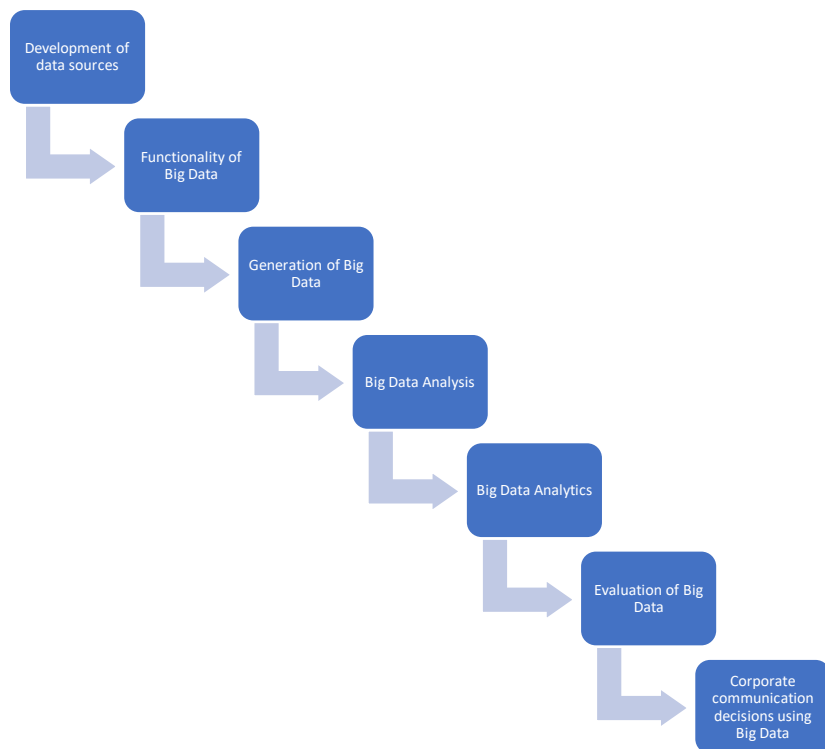 Development of
data sources
Functionality of
Big Data
Generation of Big
Data
Big Data Analysis
Big Data Analytics
Evaluation of Big
Data
Corporate
communication
decisions using
Big Data